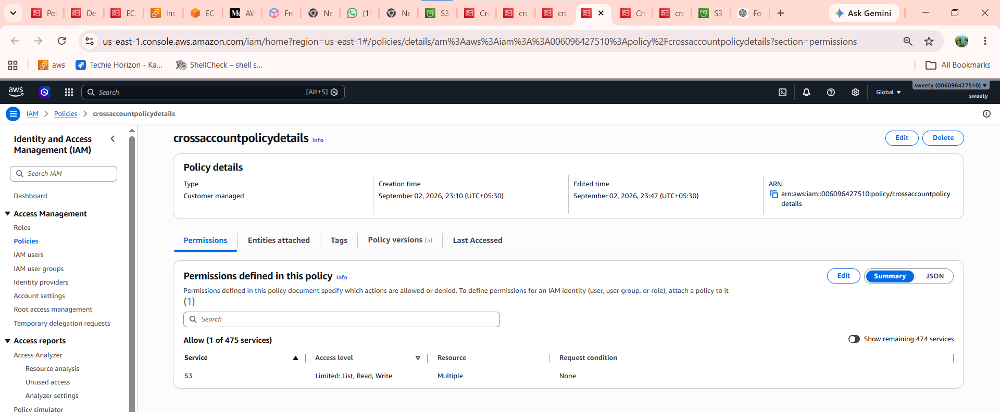 Po
De
EC
Ins
EC
AV
Fre
Ne
(1
Ne
S3
Cr
cr
cr
Cr
cr
S3
Fo
Ask Gemini
us-east-1.console.aws.amazon.com/iam/home?region=us-east-1#/policies/details/arn%3Aaws%3Aiam%3A%3A006096427510%3Apolicy%2Fcrossaccountpolicydetails?section=permissions
aws
Techie Horizon - Ka...
ShellCheck – shell s...
All Bookmarks
aws
Search
[Alt+S]
Global
sweety (006096427510)
sweety
IAM
Policies
crossaccountpolicydetails
Identity and Access
Management (IAM)
Search IAM
Dashboard
Access Management
Roles
Policies
IAM users
IAM user groups
Identity providers
Account settings
Root access management
Temporary delegation requests
Access reports
Access Analyzer
Resource analysis
Unused access
Analyzer settings
Policy simulator
crossaccountpolicydetails Info
Edit
Delete
Policy details
Type
Customer managed
Creation time
September 02, 2026, 23:10 (UTC+05:30)
Edited time
September 02, 2026, 23:47 (UTC+05:30)
ARN
arn:aws:iam::006096427510:policy/crossaccountpolicy
details
Permissions
Entities attached
Tags
Policy versions (3)
Last Accessed
Permissions defined in this policy Info
Edit
Summary
JSON
Permissions defined in this policy document specify which actions are allowed or denied. To define permissions for an IAM identity (user, user group, or role), attach a policy to it
(1)
Search
Allow (1 of 475 services)
Show remaining 474 services
Service
Access level
Resource
Request condition
S3
Limited: List, Read, Write
Multiple
None